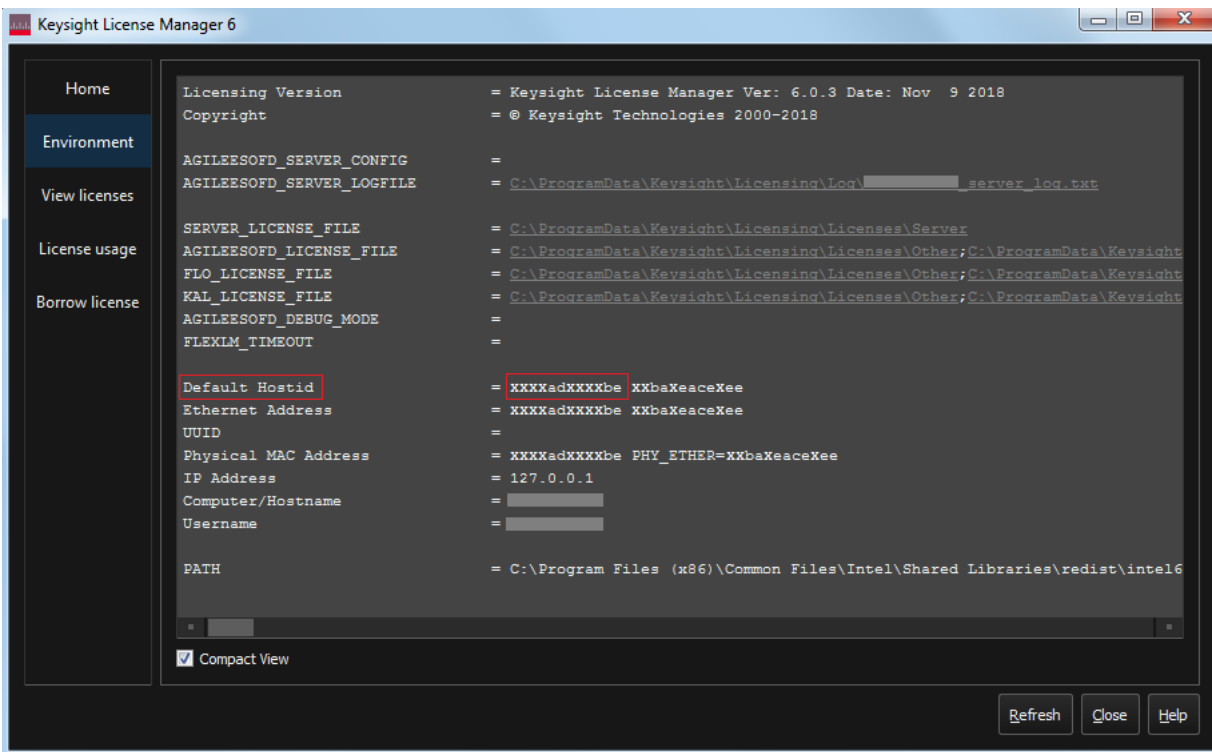 Keysight License Manager 6
Home
Environment
View licenses
License usage
Borrow license
Licensing Version = Keysight License Manager Ver: 6.0.3 Date: Nov 9 2018
Copyright = © Keysight Technologies 2000-2018
AGILEESOFD_SERVER_CONFIG =
AGILEESOFD_SERVER_LOGFILE = C:\ProgramData\Keysight\Licensing\Log\ _server_log.txt
SERVER_LICENSE_FILE = C:\ProgramData\Keysight\Licensing\Licenses\Server
AGILEESOFD_LICENSE_FILE = C:\ProgramData\Keysight\Licensing\Licenses\Other;C:\ProgramData\Keysight
FLO_LICENSE_FILE = C:\ProgramData\Keysight\Licensing\Licenses\Other;C:\ProgramData\Keysight
KAL_LICENSE_FILE = C:\ProgramData\Keysight\Licensing\Licenses\Other;C:\ProgramData\Keysight
AGILEESOFD_DEBUG_MODE =
FLEXLM_TIMEOUT =
Default Hostid = XXXXadXXXXbe XXbaXeaceXee
Ethernet Address = XXXXadXXXXbe XXbaXeaceXee
UUID =
Physical MAC Address = XXXXadXXXXbe PHY_ETHER=XXbaXeaceXee
IP Address = 127.0.0.1
Computer/Hostname =
Username =
PATH = C:\Program Files (x86)\Common Files\Intel\Shared Libraries\redist\intel6
Compact View
Refresh
Close
Help